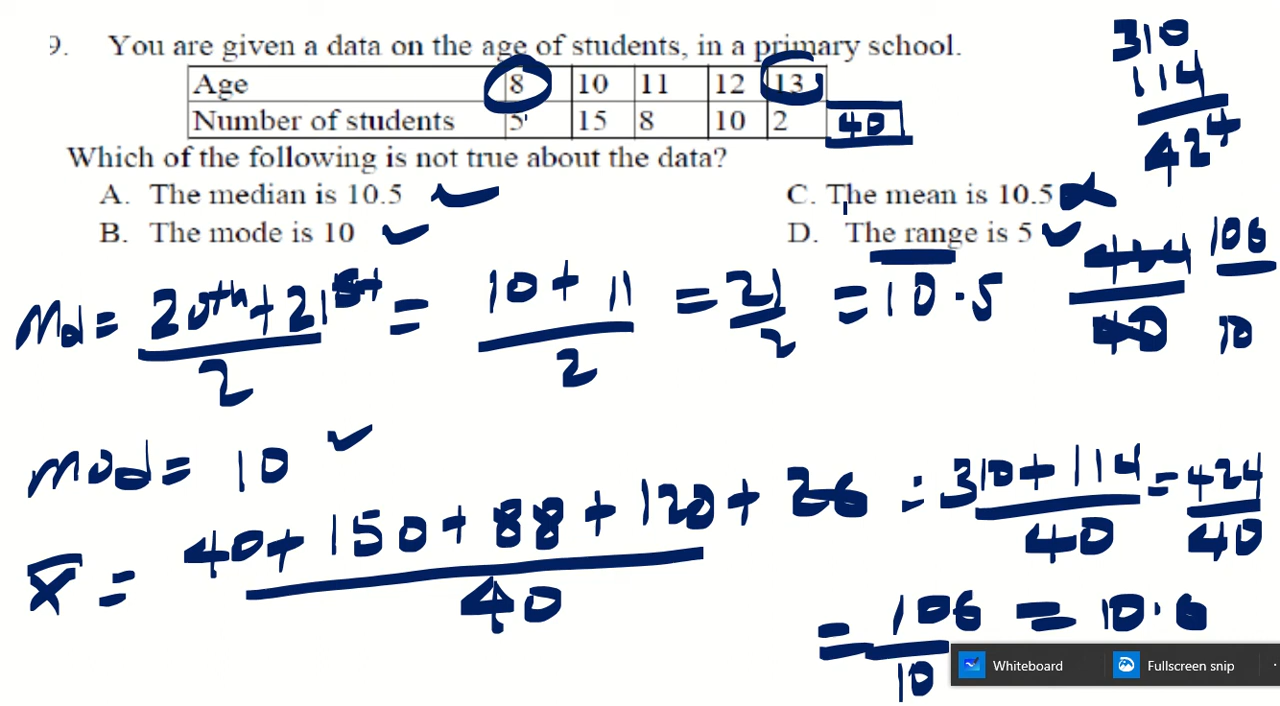 9. You are given a data on the age of students, in a primary school.
Age 8 10 11 12 13
Number of students 5 15 8 10 2 40
Which of the following is not true about the data?
A. The median is 10.5
B. The mode is 10
C. The mean is 10.5
D. The range is 5
310
114
424
106
10
Md = 20th + 21st / 2 = 10 + 11 / 2 = 21 / 2 = 10.5
mod = 10
x̄ = 40 + 150 + 88 + 120 + 26 / 40 = 310 + 114 / 40 = 424 / 40
= 106 / 10 = 10.6
Whiteboard
Fullscreen snip